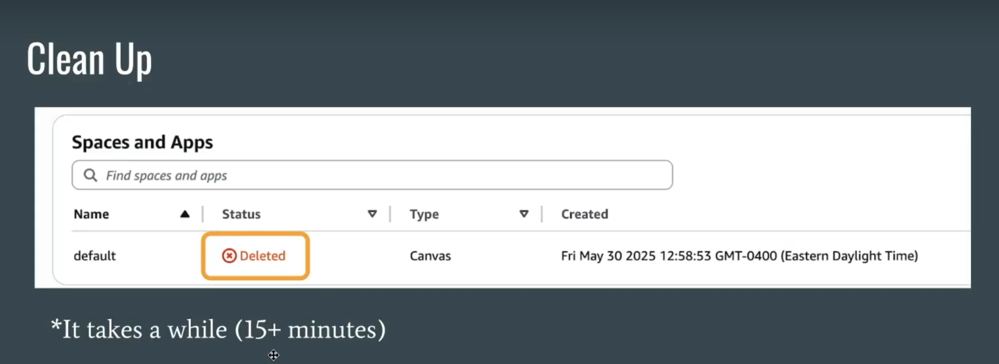 Clean Up
Spaces and Apps
Find spaces and apps
Name Status Type Created
default Deleted Canvas Fri May 30 2025 12:58:53 GMT-0400 (Eastern Daylight Time)
*It takes a while (15+ minutes)